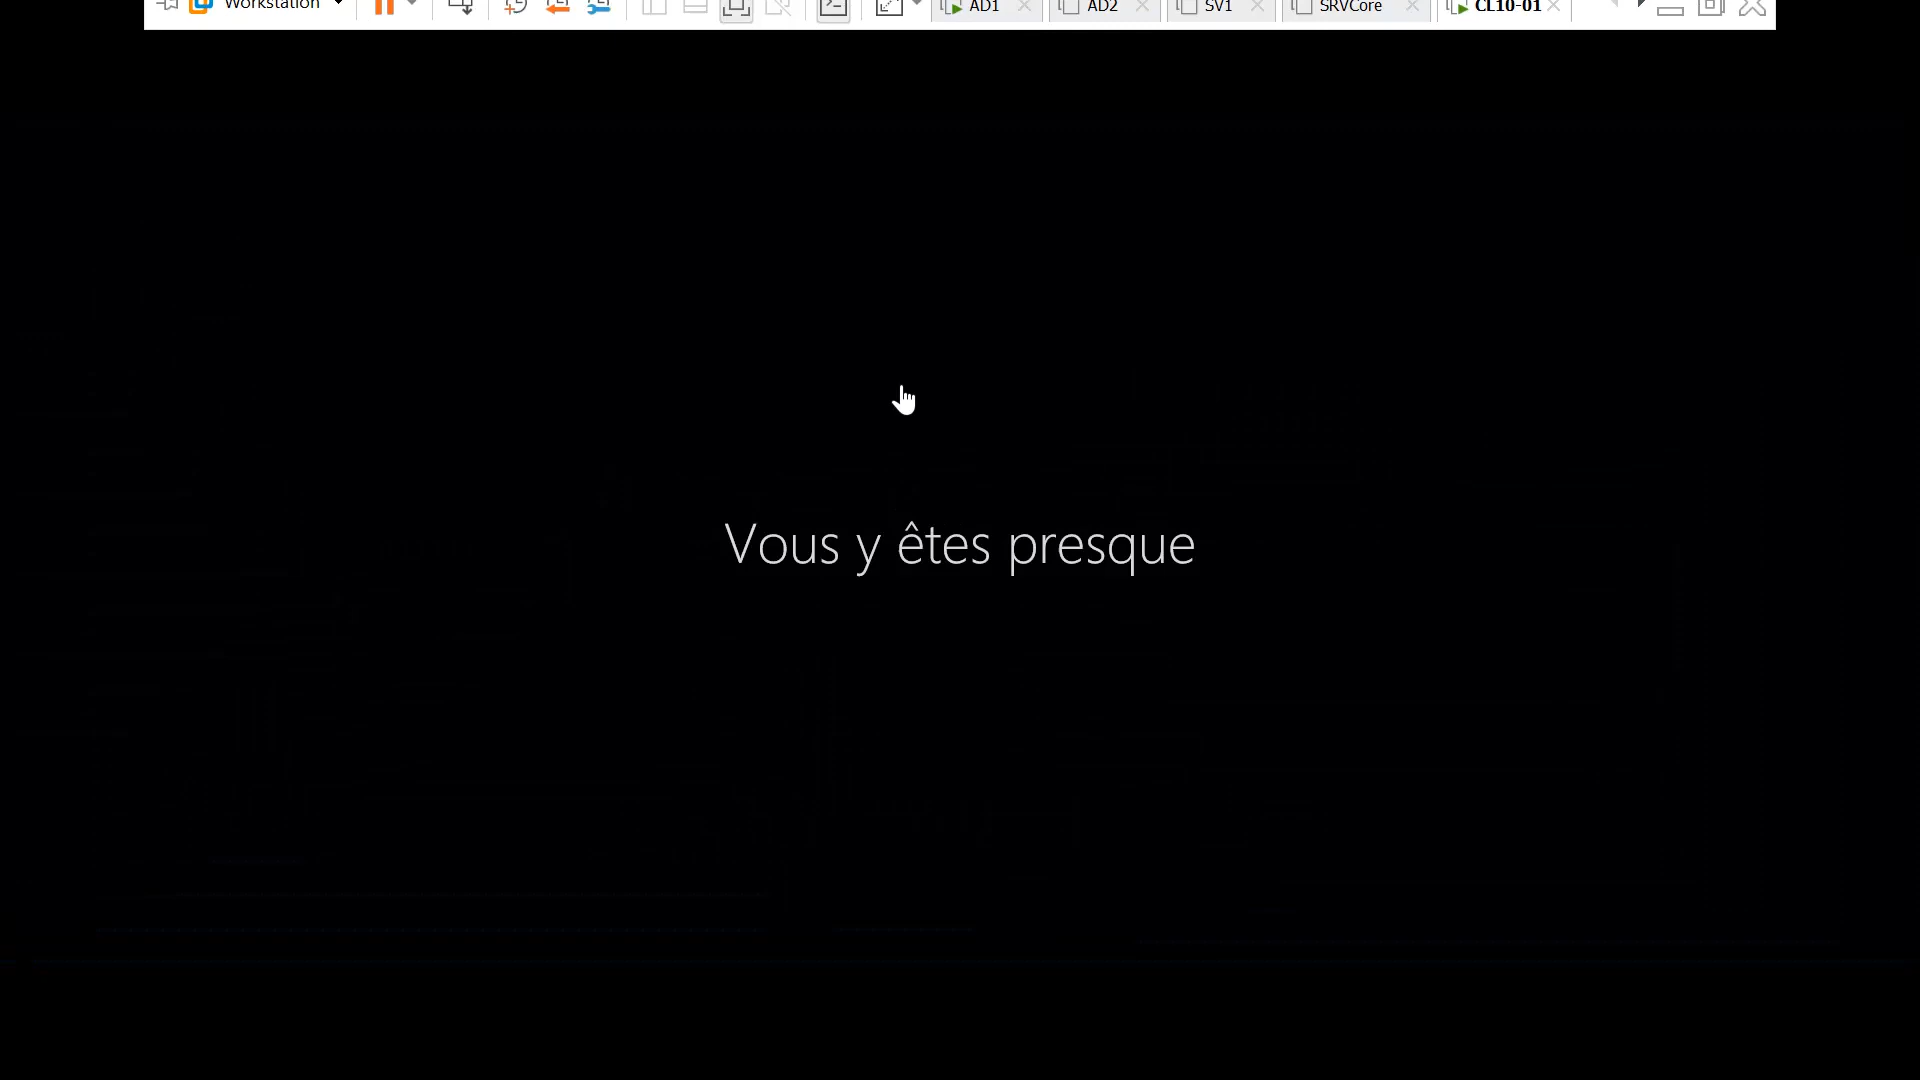 Workstation AD1 AD2 SV1 SRVCore CL10-01
Vous y êtes presque